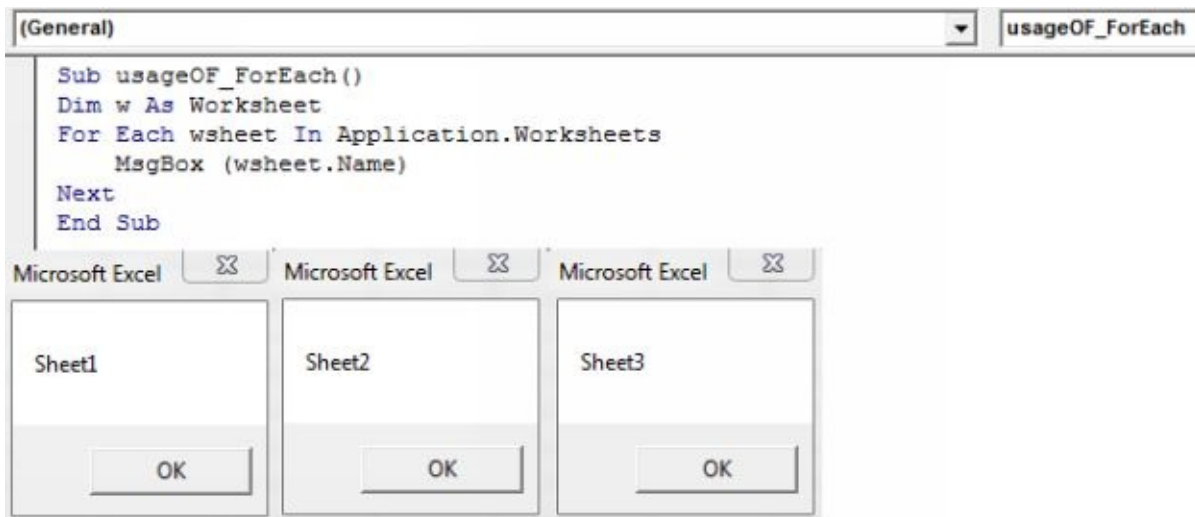 (General) usageOF_ForEach
Sub usageOF_ForEach()
Dim w As Worksheet
For Each wsheet In Application.Worksheets
MsgBox (wsheet.Name)
Next
End Sub
Microsoft Excel Microsoft Excel Microsoft Excel
Sheet1 Sheet2 Sheet3
OK OK OK